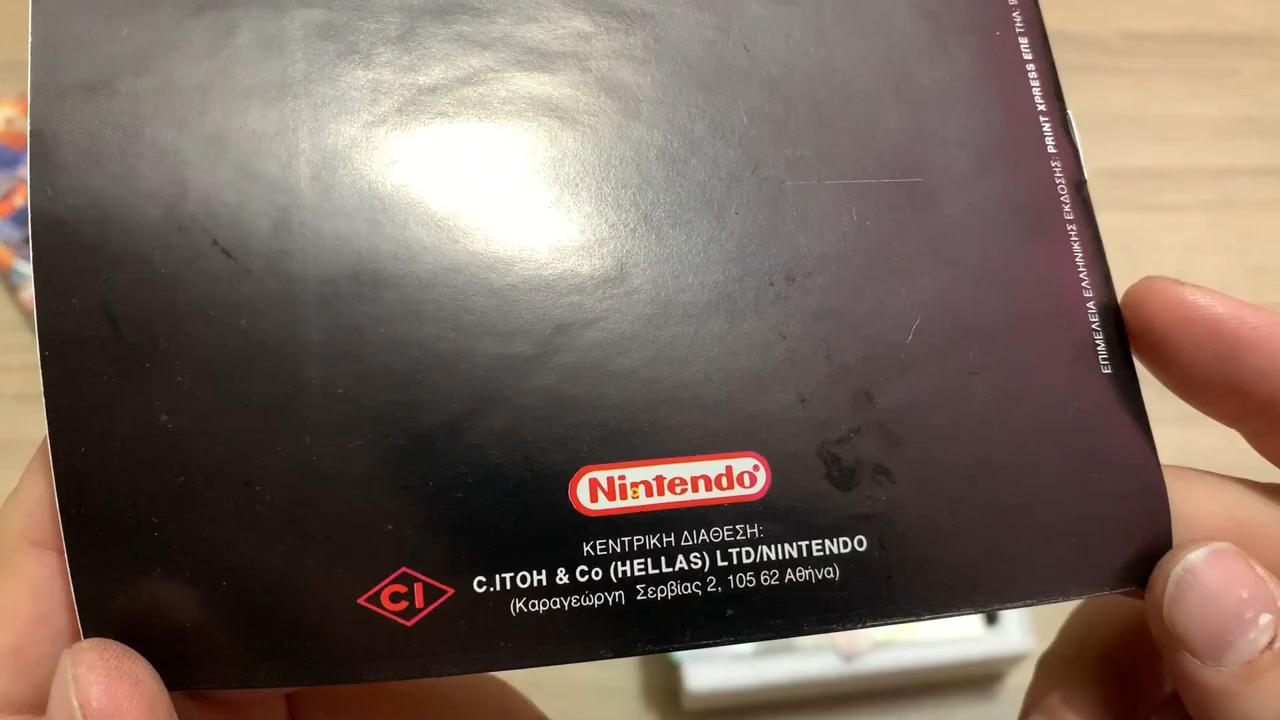 Nintendo
ΚΕΝΤΡΙΚΗ ΔΙΑΘΕΣΗ:
C.ITOH & Co (HELLAS) LTD/NINTENDO
(Καραγεώργη Σερβίας 2, 105 62 Αθήνα)
CI
ΕΠΙΜΕΛΕΙΑ ΕΛΛΗΝΙΚΗΣ ΕΚΔΟΣΗΣ: PRINT XPRESS ΕΠΕ ΤΗΛ: